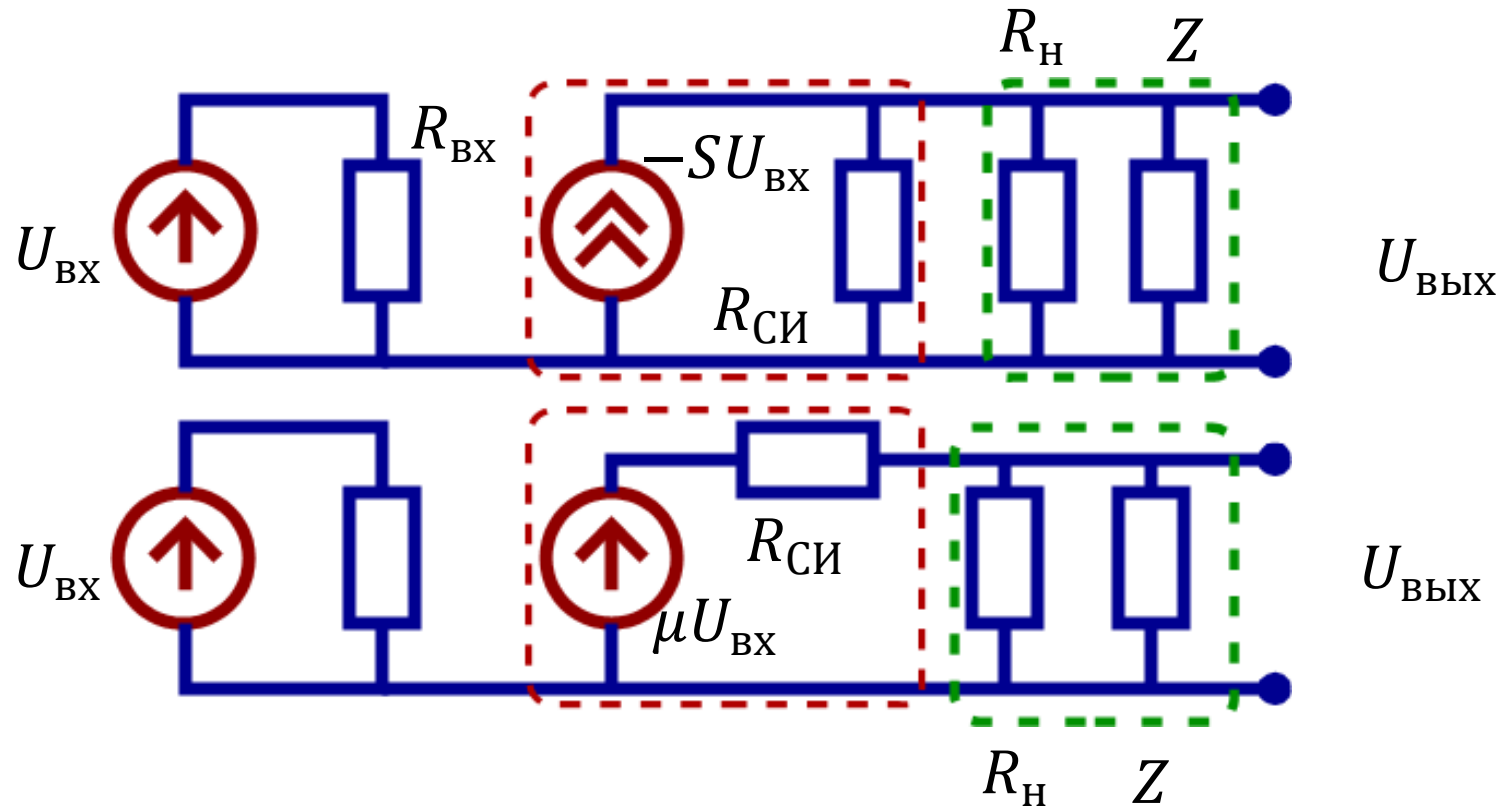 R_н
Z
R_вх
−SU_вх
U_вх
R_СИ
U_вых
R_СИ
U_вх
U_вых
μU_вх
R_н
Z